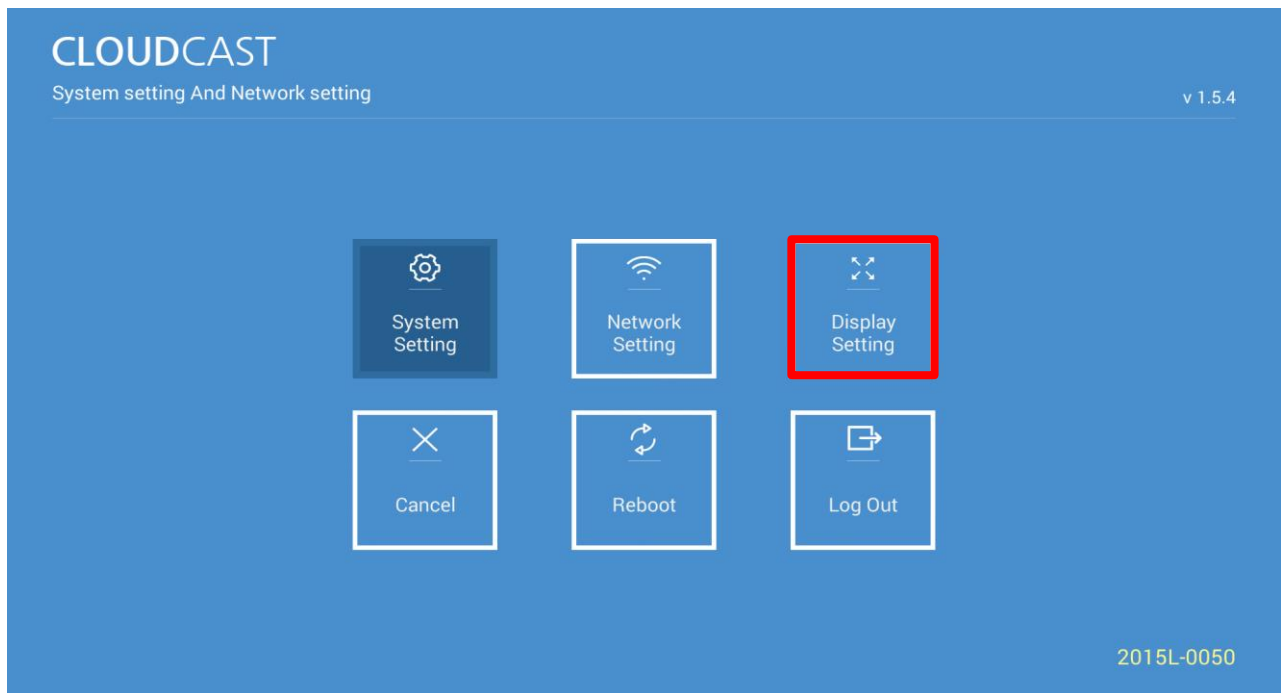 CLOUDCAST
System setting And Network setting
v 1.5.4
System
Setting
Network
Setting
Display
Setting
Cancel
Reboot
Log Out
2015L-0050